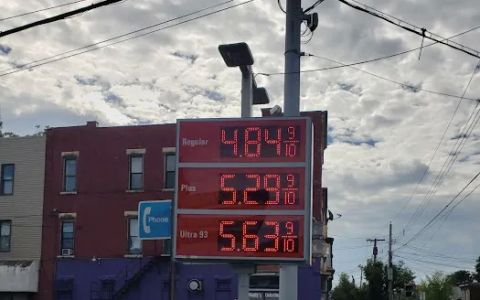 Regular 4.84 9/10
Plus 5.29 9/10
Phone
Ultra 93 5.63 9/10